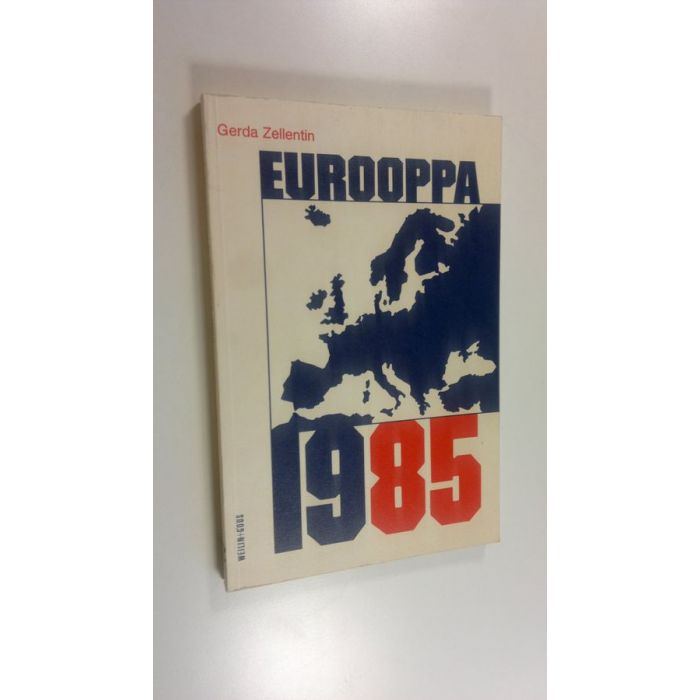 Gerda Zellentin
EUROOPPA
1985
WEILIN+GÖÖS